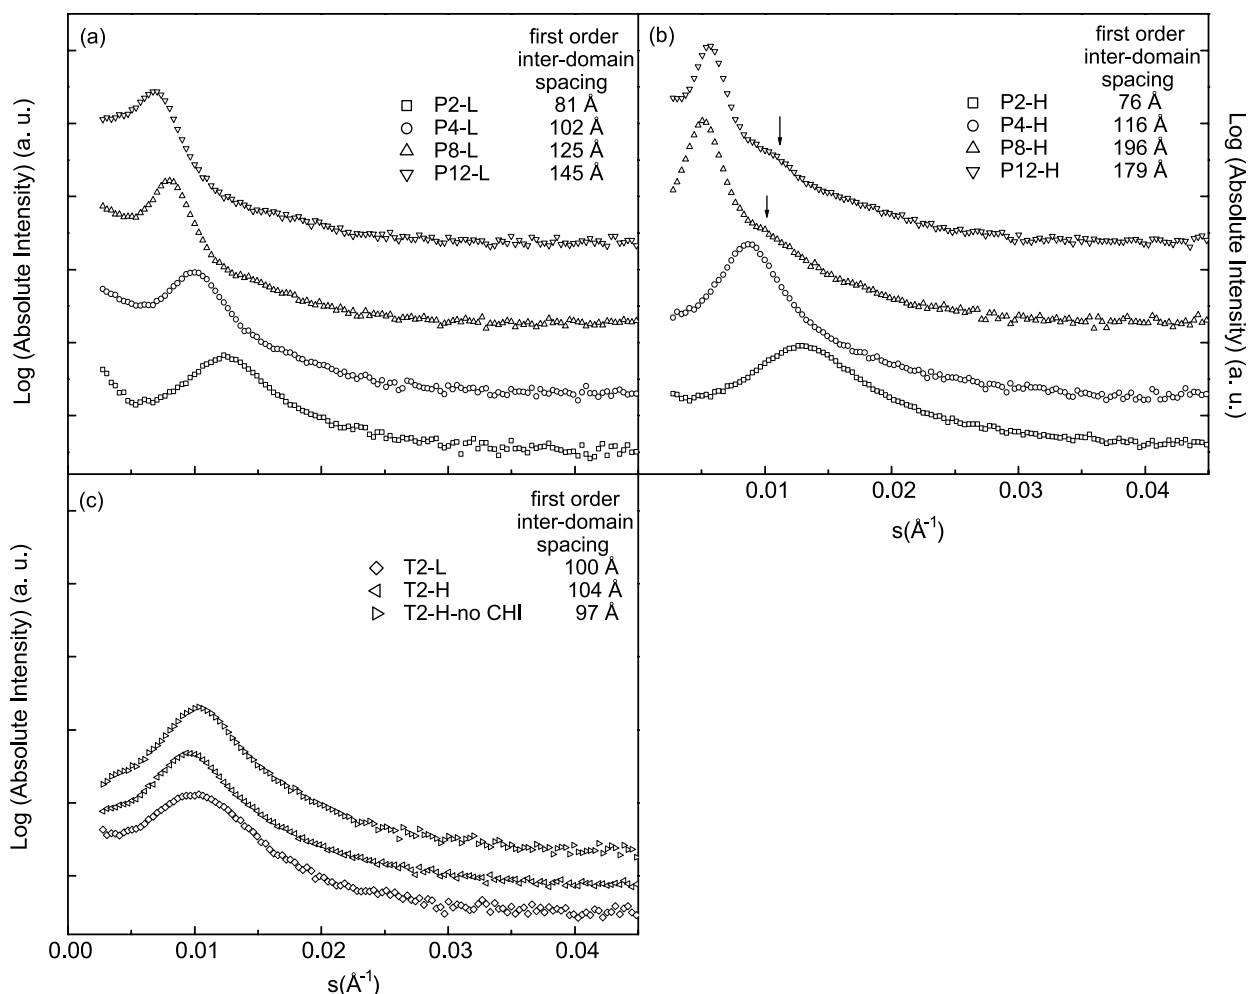 (a)
first order
inter-domain
spacing
P2-L 81 Å
P4-L 102 Å
P8-L 125 Å
P12-L 145 Å
Log (Absolute Intensity) (a. u.)
(b)
first order
inter-domain
spacing
P2-H 76 Å
P4-H 116 Å
P8-H 196 Å
P12-H 179 Å
Log (Absolute Intensity) (a. u.)
0.01 0.02 0.03 0.04
s(Å⁻¹)
(c)
first order
inter-domain
spacing
T2-L 100 Å
T2-H 104 Å
T2-H-no CHI 97 Å
Log (Absolute Intensity) (a. u.)
0.00 0.01 0.02 0.03 0.04
s(Å⁻¹)